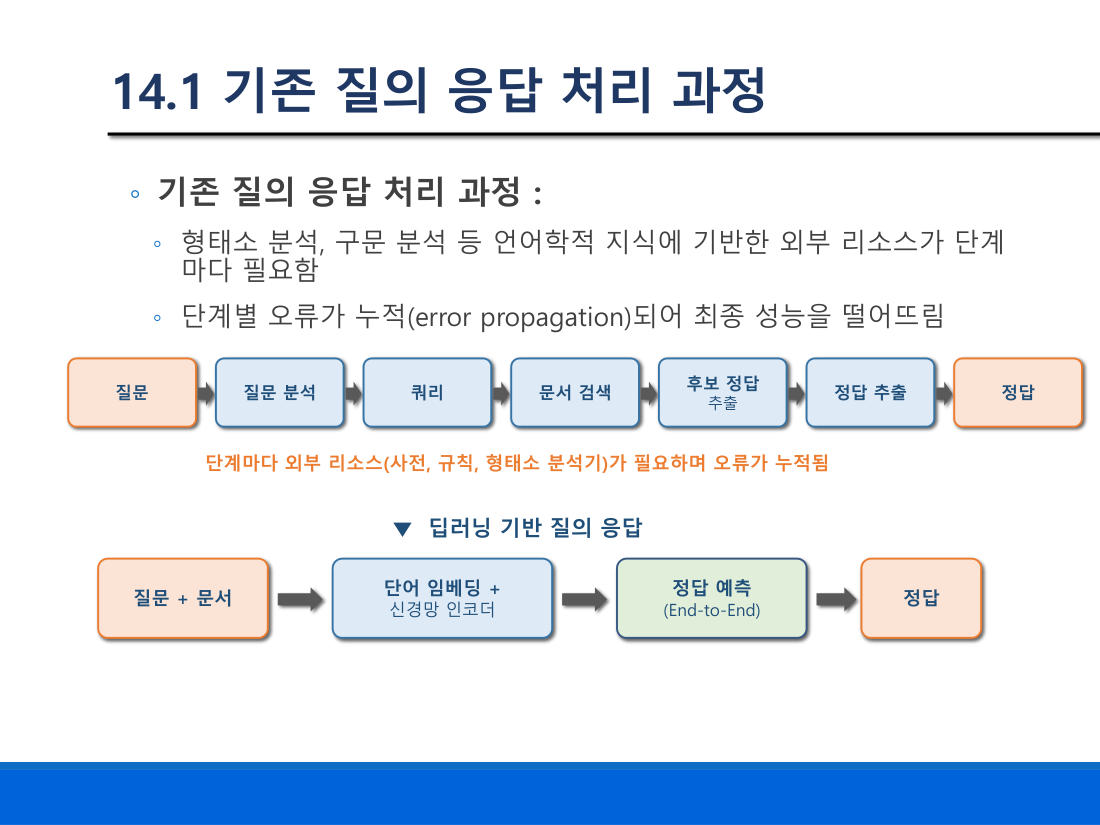 14.1 기존 질의 응답 처리 과정
◦ 기존 질의 응답 처리 과정 :
◦ 형태소 분석, 구문 분석 등 언어학적 지식에 기반한 외부 리소스가 단계
마다 필요함
◦ 단계별 오류가 누적(error propagation)되어 최종 성능을 떨어뜨림
질문
질문 분석
쿼리
문서 검색
후보 정답
추출
정답 추출
정답
단계마다 외부 리소스(사전, 규칙, 형태소 분석기)가 필요하며 오류가 누적됨
▼ 딥러닝 기반 질의 응답
질문 + 문서
단어 임베딩 +
신경망 인코더
정답 예측
(End-to-End)
정답